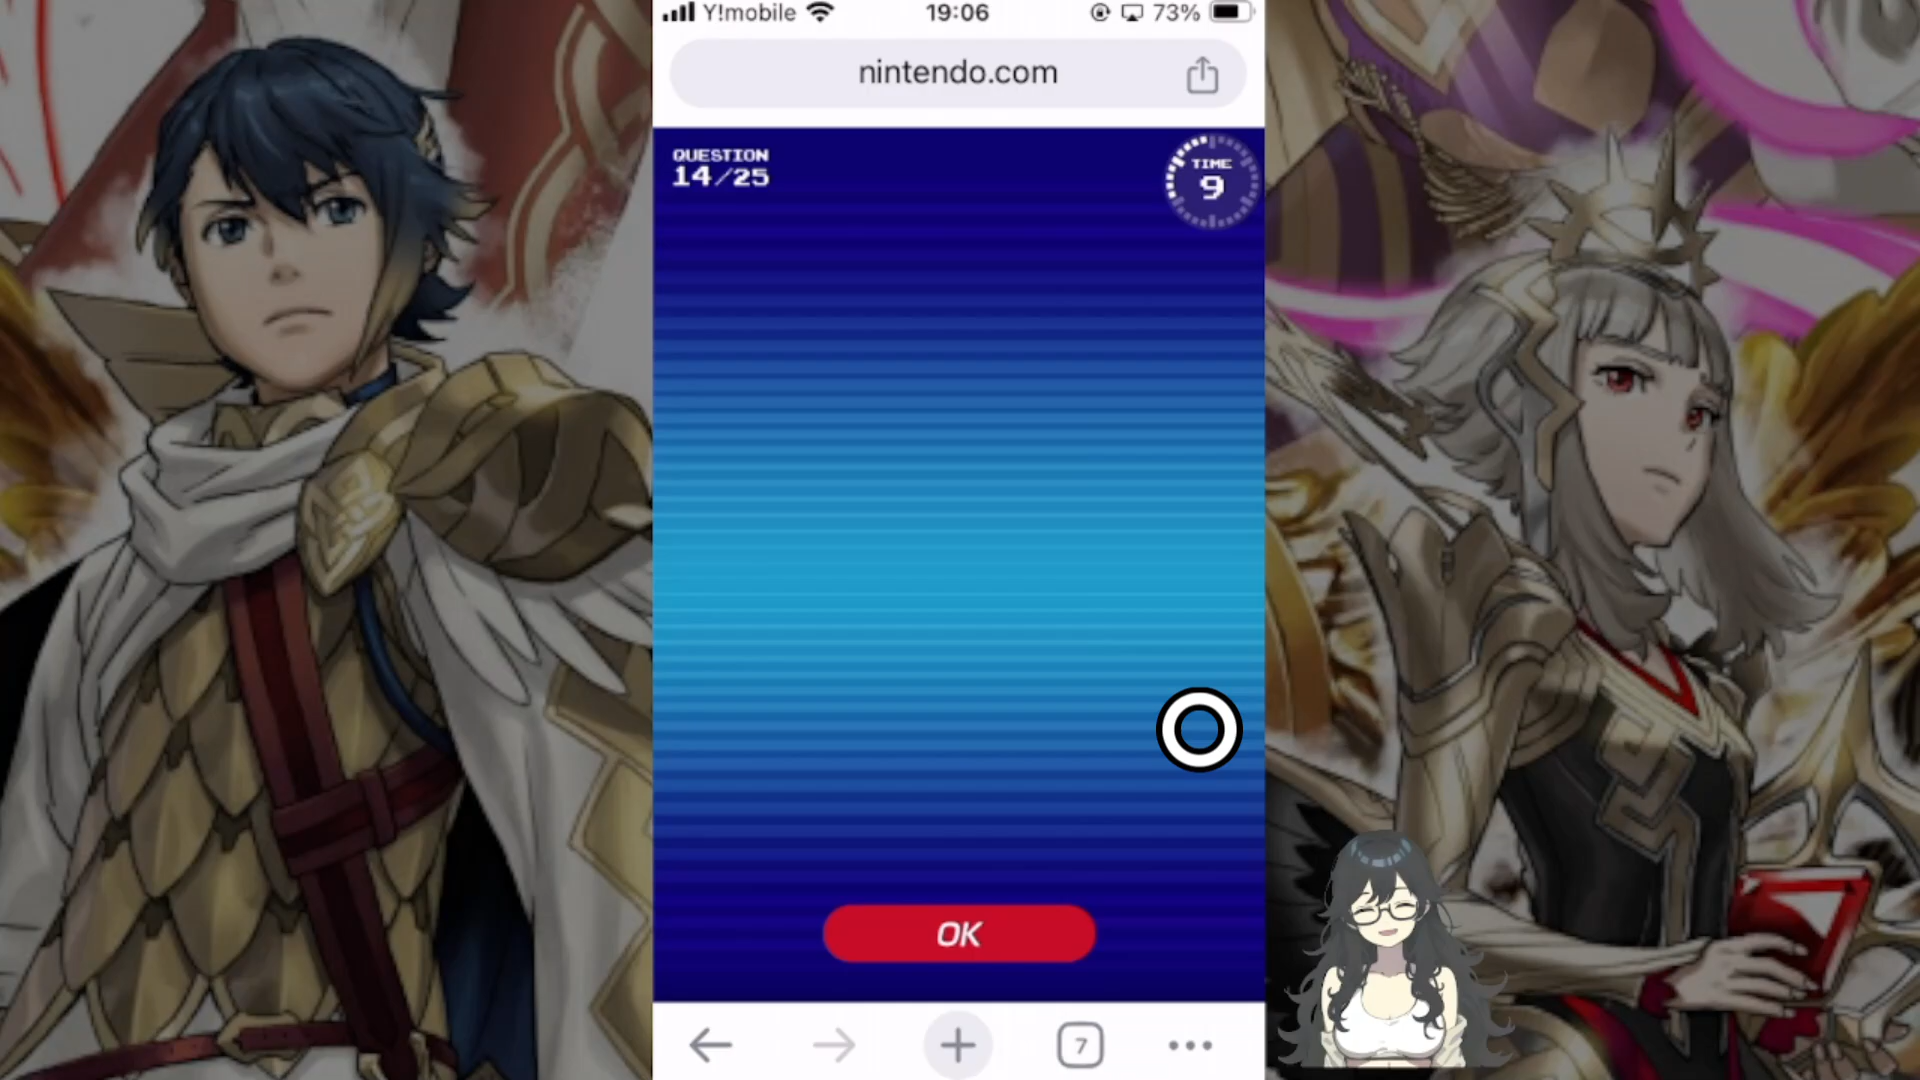 Y!mobile
19:06
73%
nintendo.com
QUESTION
14/25
TIME
9
OK
7